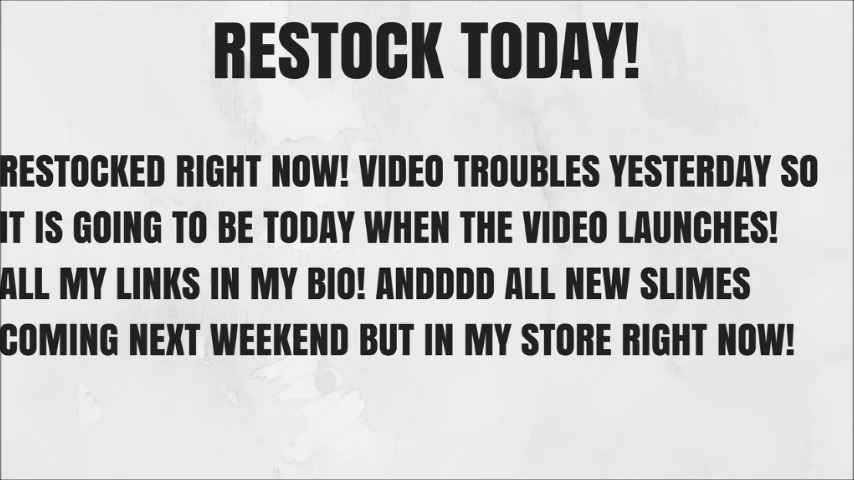 RESTOCK TODAY!
RESTOCKED RIGHT NOW! VIDEO TROUBLES YESTERDAY SO
IT IS GOING TO BE TODAY WHEN THE VIDEO LAUNCHES!
ALL MY LINKS IN MY BIO! ANDDDD ALL NEW SLIMES
COMING NEXT WEEKEND BUT IN MY STORE RIGHT NOW!